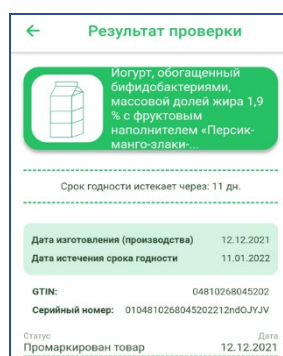 Результат проверки
Йогурт, обогащенный
бифидобактериями,
массовой долей жира 1,9
% с фруктовым
наполнителем «Персик-
манго-злаки-...
Срок годности истекает через: 11 дн.
Дата изготовления (производства) 12.12.2021
Дата истечения срока годности 11.01.2022
GTIN: 04810268045202
Серийный номер: 0104810268045202212ndOJYJV
Статус Дата
Промаркирован товар 12.12.2021